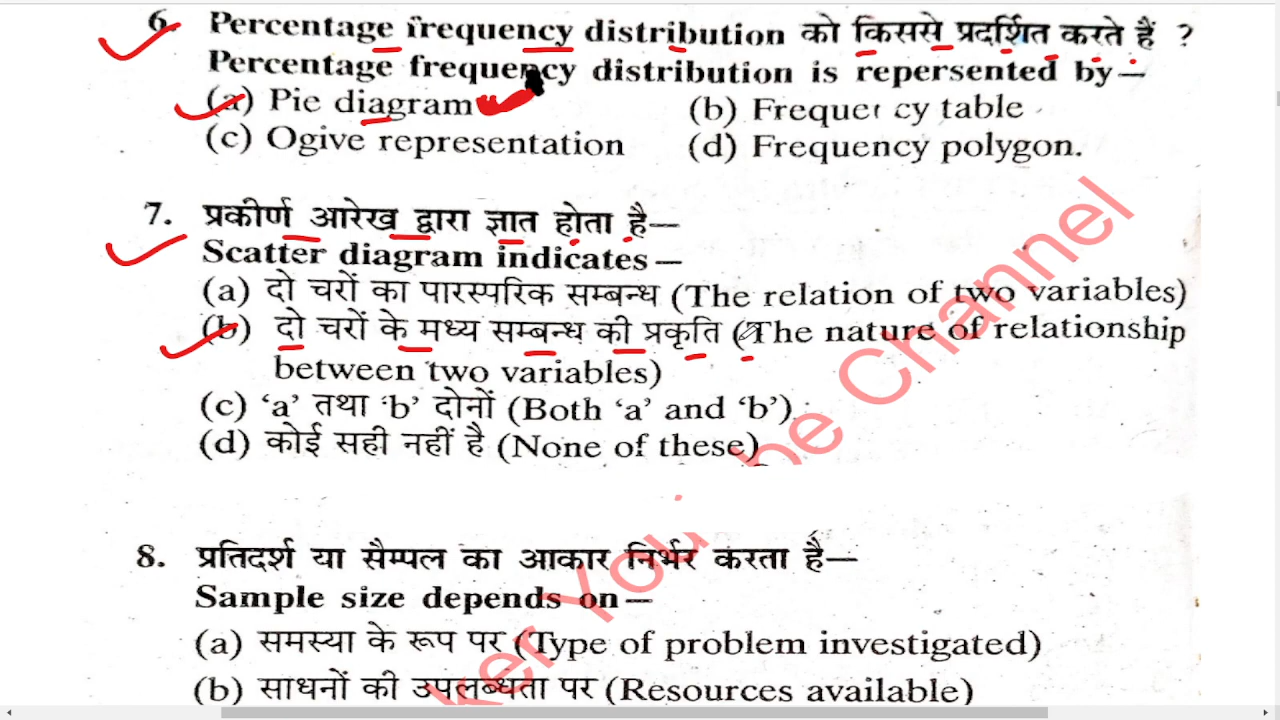 6. Percentage frequency distribution को किससे प्रदर्शित करते हैं ?
Percentage frequency distribution is repersented by—
(a) Pie diagram (b) Frequency table
(c) Ogive representation (d) Frequency polygon.
7. प्रकीर्ण आरेख द्वारा ज्ञात होता है—
Scatter diagram indicates—
(a) दो चरों का पारस्परिक सम्बन्ध (The relation of two variables)
(b) दो चरों के मध्य सम्बन्ध की प्रकृति (The nature of relationship
between two variables)
(c) ‘a’ तथा ‘b’ दोनों (Both ‘a’ and ‘b’).
(d) कोई सही नहीं है (None of these)
8. प्रतिदर्श या सैम्पल का आकार निर्भर करता है—
Sample size depends on—
(a) समस्या के रूप पर (Type of problem investigated)
(b) साधनों की उपलब्धता पर (Resources available)
ker You be Channel